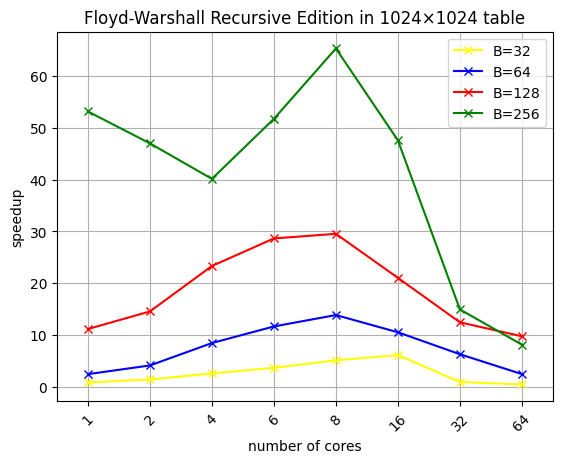 Floyd-Warshall Recursive Edition in 1024×1024 table
B=32
B=64
B=128
B=256
speedup
60
50
40
30
20
10
0
1
2
4
6
8
16
32
64
number of cores